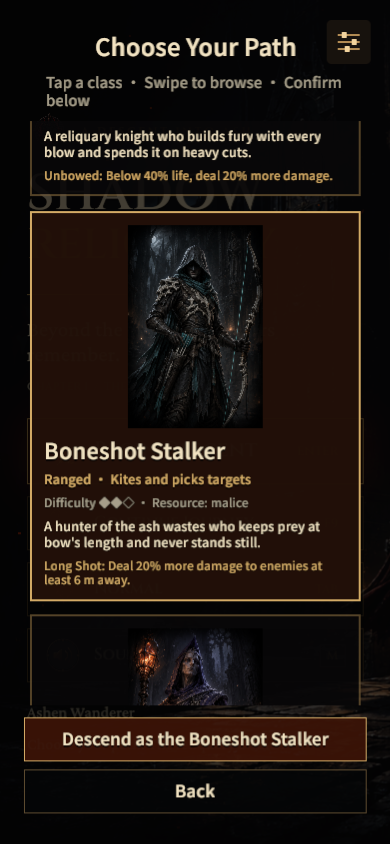 Choose Your Path
Tap a class • Swipe to browse • Confirm
below
A reliquary knight who builds fury with every
blow and spends it on heavy cuts.
Unbowed: Below 40% life, deal 20% more damage.
SHADOW
Boneshot Stalker
Ranged • Kites and picks targets
Difficulty ◆◆◇ • Resource: malice
A hunter of the ash wastes who keeps prey at
bow's length and never stands still.
Long Shot: Deal 20% more damage to enemies at
least 6 m away.
Ashen Wanderer
Descend as the Boneshot Stalker
Back